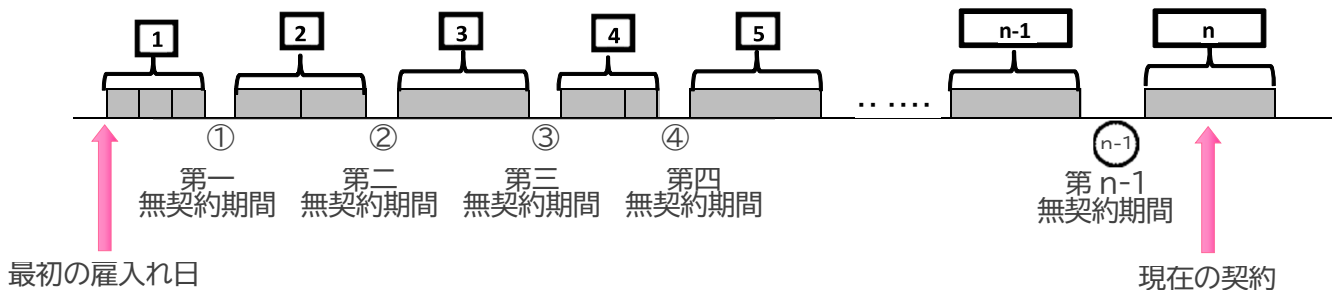 1
2
3
4
5
n-1
n
.. ....
①
②
③
④
n-1
第一
無契約期間
第二
無契約期間
第三
無契約期間
第四
無契約期間
第 n-1
無契約期間
最初の雇入れ日
現在の契約